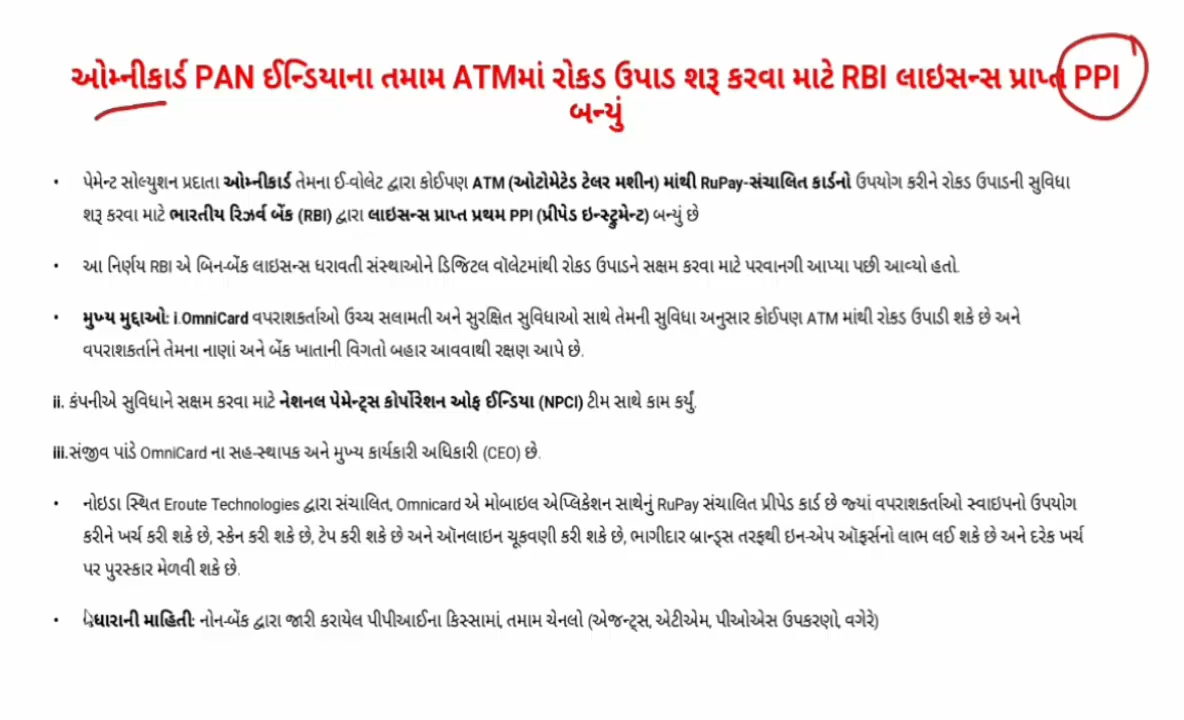 ઓમ્નીકાર્ડ PAN ઈન્ડિયાના તમામ ATMમાં રોકડ ઉપાડ શરૂ કરવા માટે RBI લાઇસન્સ પ્રાપ્ત PPI
બન્યું
• પેમેન્ટ સોલ્યુશન પ્રદાતા ઓમ્નીકાર્ડ તેમના ઈ-વોલેટ દ્વારા કોઈપણ ATM (ઓટોમેટેડ ટેલર મશીન) માંથી RuPay-સંચાલિત કાર્ડનો ઉપયોગ કરીને રોકડ ઉપાડની સુવિધા
શરૂ કરવા માટે ભારતીય રિઝર્વ બેંક (RBI) દ્વારા લાઇસન્સ પ્રાપ્ત પ્રથમ PPI (પ્રીપેડ ઇન્સ્ટ્રુમેન્ટ) બન્યું છે
• આ નિર્ણય RBI એ બિન-બેંક લાઇસન્સ ધરાવતી સંસ્થાઓને ડિજિટલ વૉલેટમાંથી રોકડ ઉપાડને સક્ષમ કરવા માટે પરવાનગી આપ્યા પછી આવ્યો હતો.
• મુખ્ય મુદ્દાઓ: i.OmniCard વપરાશકર્તાઓ ઉચ્ચ સલામતી અને સુરક્ષિત સુવિધાઓ સાથે તેમની સુવિધા અનુસાર કોઈપણ ATM માંથી રોકડ ઉપાડી શકે છે અને
વપરાશકર્તાને તેમના નાણાં અને બેંક ખાતાની વિગતો બહાર આવવાથી રક્ષણ આપે છે.
ii. કંપનીએ સુવિધાને સક્ષમ કરવા માટે નેશનલ પેમેન્ટ્સ કોર્પોરેશન ઓફ ઈન્ડિયા (NPCI) ટીમ સાથે કામ કર્યું.
iii.સંજીવ પાંડે OmniCard ના સહ-સ્થાપક અને મુખ્ય કાર્યકારી અધિકારી (CEO) છે.
• નોઇડા સ્થિત Eroute Technologies દ્વારા સંચાલિત, Omnicard એ મોબાઇલ એપ્લિકેશન સાથેનું RuPay સંચાલિત પ્રીપેડ કાર્ડ છે જ્યાં વપરાશકર્તાઓ સ્વાઇપનો ઉપયોગ
કરીને ખર્ચ કરી શકે છે, સ્કેન કરી શકે છે, ટેપ કરી શકે છે અને ઑનલાઇન ચૂકવણી કરી શકે છે, ભાગીદાર બ્રાન્ડ્સ તરફથી ઇન-એપ ઑફર્સનો લાભ લઈ શકે છે અને દરેક ખર્ચ
પર પુરસ્કાર મેળવી શકે છે.
• માહિતી: નોન-બેંક દ્વારા જારી કરાયેલ પીપીઆઈના કિસ્સામાં, તમામ ચેનલો (એજન્ટ્સ, એટીએમ, પીઓએસ ઉપકરણો, વગેરે)